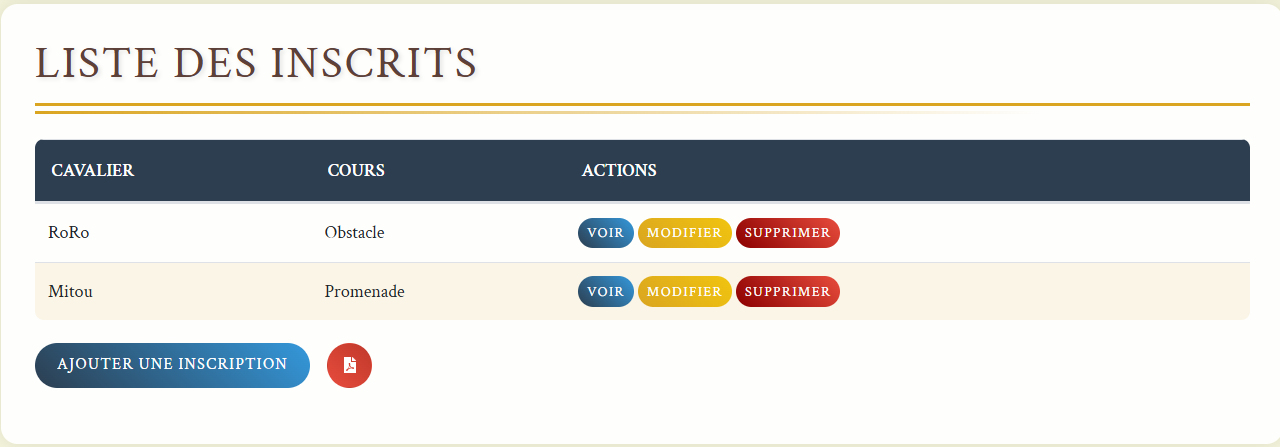 LISTE DES INSCRITS
CAVALIER COURS ACTIONS
RoRo Obstacle VOIR MODIFIER SUPPRIMER
Mitou Promenade VOIR MODIFIER SUPPRIMER
AJOUTER UNE INSCRIPTION